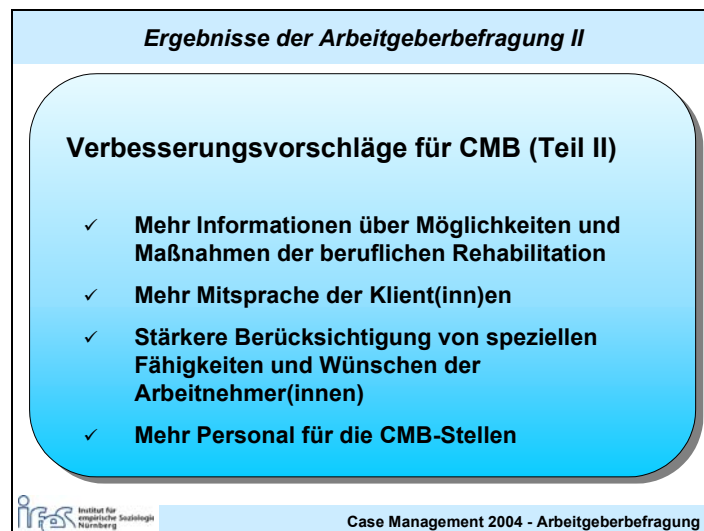 Ergebnisse der Arbeitgeberbefragung II
Verbesserungsvorschläge für CMB (Teil II)
✓ Mehr Informationen über Möglichkeiten und
Maßnahmen der beruflichen Rehabilitation
✓ Mehr Mitsprache der Klient(inn)en
✓ Stärkere Berücksichtigung von speziellen
Fähigkeiten und Wünschen der
Arbeitnehmer(innen)
✓ Mehr Personal für die CMB-Stellen
ifes
Institut für
empirische Soziologie
Nürnberg
Case Management 2004 - Arbeitgeberbefragung